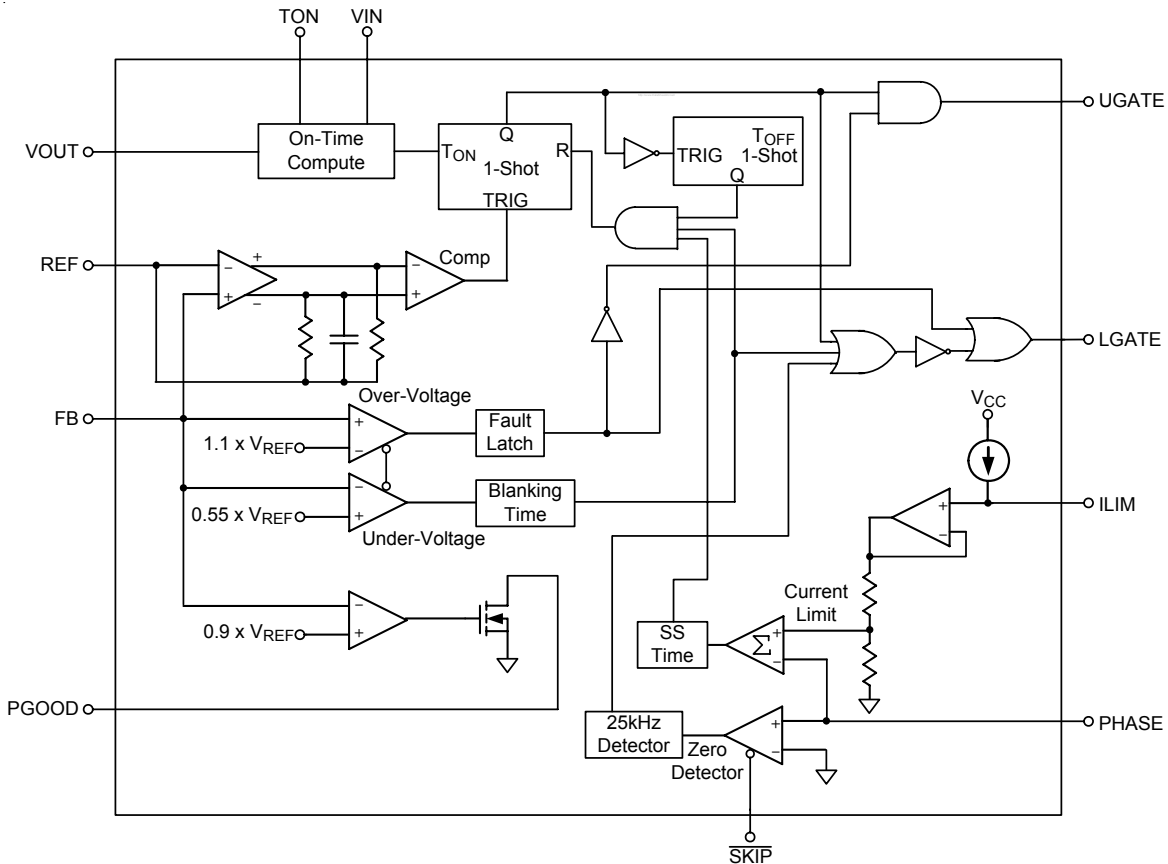 TON VIN
UGATE
VOUT
On-Time
Compute
Q
TON
1-Shot
R
TRIG
TRIG
TOFF
1-Shot
Q
REF
−
+
+
−
−
+
Comp
LGATE
FB
Over-Voltage
+
−
1.1 x VREF
Fault
Latch
VCC
−
+
0.55 x VREF
Under-Voltage
Blanking
Time
+
−
ILIM
−
+
0.9 x VREF
Current
Limit
SS
Time
Σ
+
−
PGOOD
25kHz
Detector
Zero
Detector
+
−
PHASE
SKIP